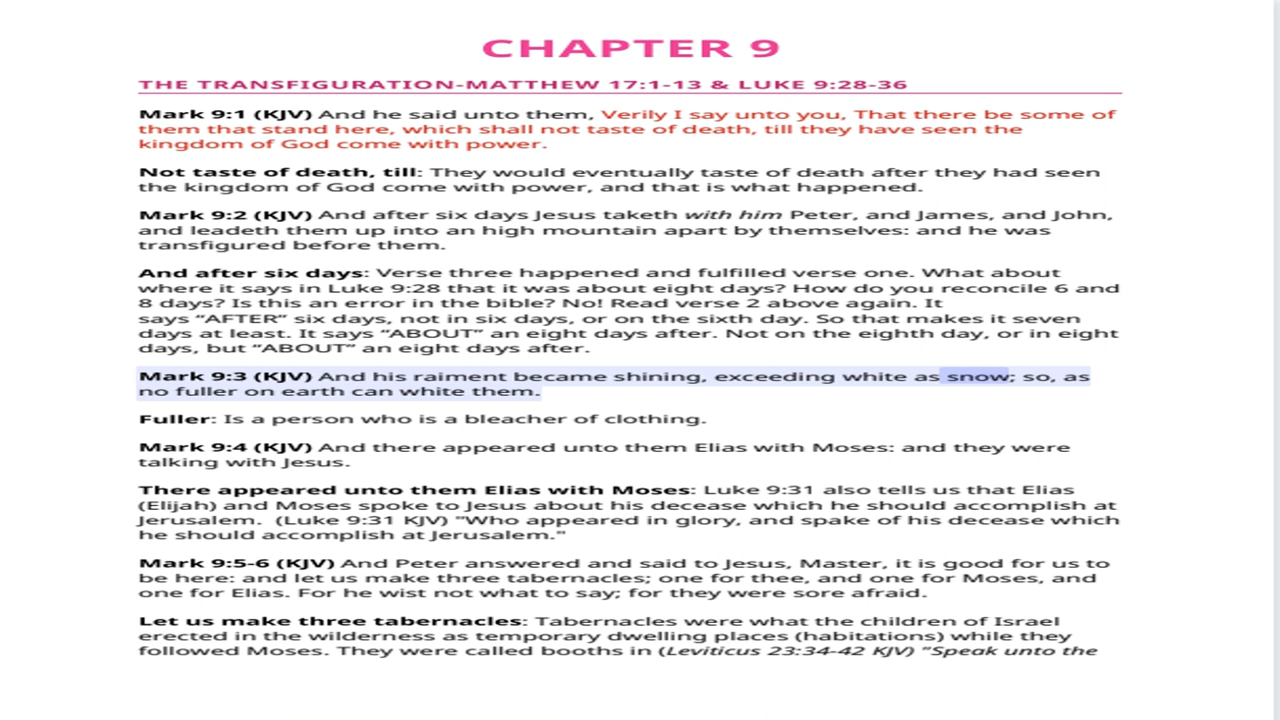 CHAPTER 9
THE TRANSFIGURATION-MATTHEW 17:1-13 & LUKE 9:28-36
Mark 9:1 (KJV) And he said unto them, Verily I say unto you, That there be some of
them that stand here, which shall not taste of death, till they have seen the
kingdom of God come with power.
Not taste of death, till: They would eventually taste of death after they had seen
the kingdom of God come with power, and that is what happened.
Mark 9:2 (KJV) And after six days Jesus taketh with him Peter, and James, and John,
and leadeth them up into an high mountain apart by themselves: and he was
transfigured before them.
And after six days: Verse three happened and fulfilled verse one. What about
where it says in Luke 9:28 that it was about eight days? How do you reconcile 6 and
8 days? Is this an error in the bible? No! Read verse 2 above again. It
says “AFTER” six days, not in six days, or on the sixth day. So that makes it seven
days at least. It says “ABOUT” an eight days after. Not on the eighth day, or in eight
days, but “ABOUT” an eight days after.
Mark 9:3 (KJV) And his raiment became shining, exceeding white as snow; so, as
no fuller on earth can white them.
Fuller: Is a person who is a bleacher of clothing.
Mark 9:4 (KJV) And there appeared unto them Elias with Moses: and they were
talking with Jesus.
There appeared unto them Elias with Moses: Luke 9:31 also tells us that Elias
(Elijah) and Moses spoke to Jesus about his decease which he should accomplish at
Jerusalem.  (Luke 9:31 KJV) "Who appeared in glory, and spake of his decease which
he should accomplish at Jerusalem."
Mark 9:5-6 (KJV) And Peter answered and said to Jesus, Master, it is good for us to
be here: and let us make three tabernacles; one for thee, and one for Moses, and
one for Elias. For he wist not what to say; for they were sore afraid.
Let us make three tabernacles: Tabernacles were what the children of Israel
erected in the wilderness as temporary dwelling places (habitations) while they
followed Moses. They were called booths in (Leviticus 23:34-42 KJV) “Speak unto the